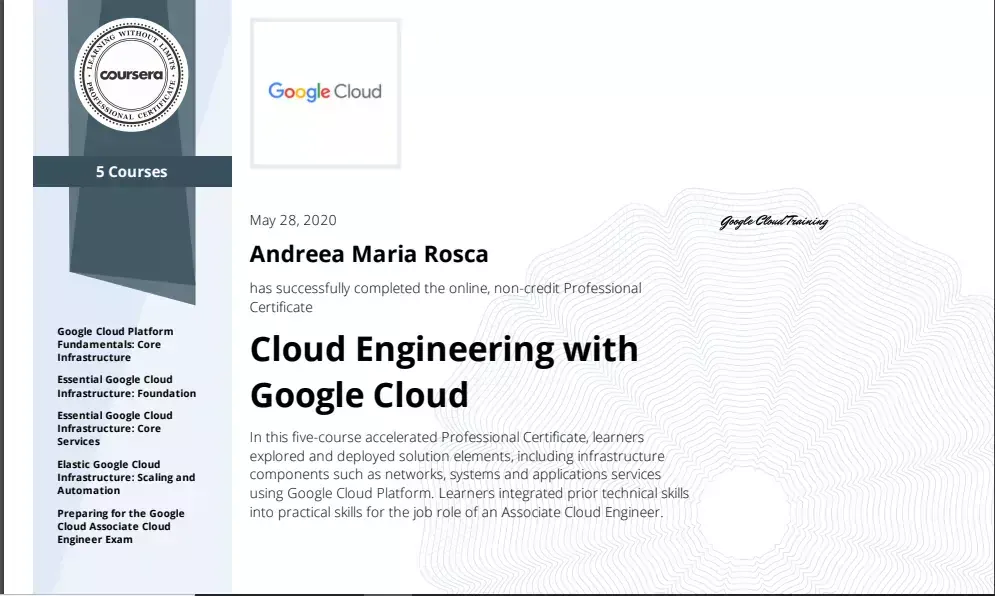 LEARNING WITHOUT LIMITS
coursera
PROFESSIONAL CERTIFICATE
5 Courses
Google Cloud Platform
Fundamentals: Core
Infrastructure
Essential Google Cloud
Infrastructure: Foundation
Essential Google Cloud
Infrastructure: Core
Services
Elastic Google Cloud
Infrastructure: Scaling and
Automation
Preparing for the Google
Cloud Associate Cloud
Engineer Exam
Google Cloud
May 28, 2020
Andreea Maria Rosca
has successfully completed the online, non-credit Professional
Certificate
Cloud Engineering with
Google Cloud
In this five-course accelerated Professional Certificate, learners
explored and deployed solution elements, including infrastructure
components such as networks, systems and applications services
using Google Cloud Platform. Learners integrated prior technical skills
into practical skills for the job role of an Associate Cloud Engineer.
Google Cloud Training